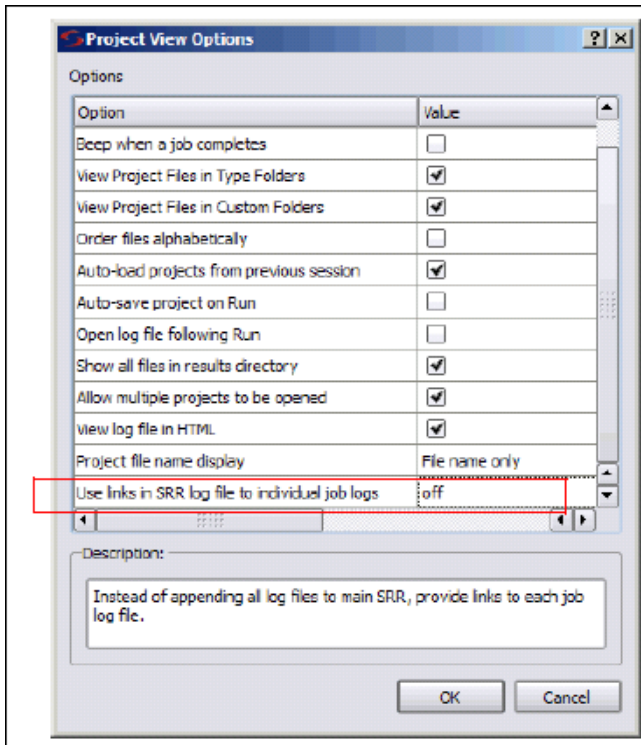 Project View Options
Options
Option Value
Beep when a job completes
View Project Files in Type Folders
View Project Files in Custom Folders
Order files alphabetically
Auto-load projects from previous session
Auto-save project on Run
Open log file following Run
Show all files in results directory
Allow multiple projects to be opened
View log file in HTML
Project file name display File name only
Use links in SRR log file to individual job logs off
Description:
Instead of appending all log files to main SRR, provide links to each job
log file.
OK Cancel